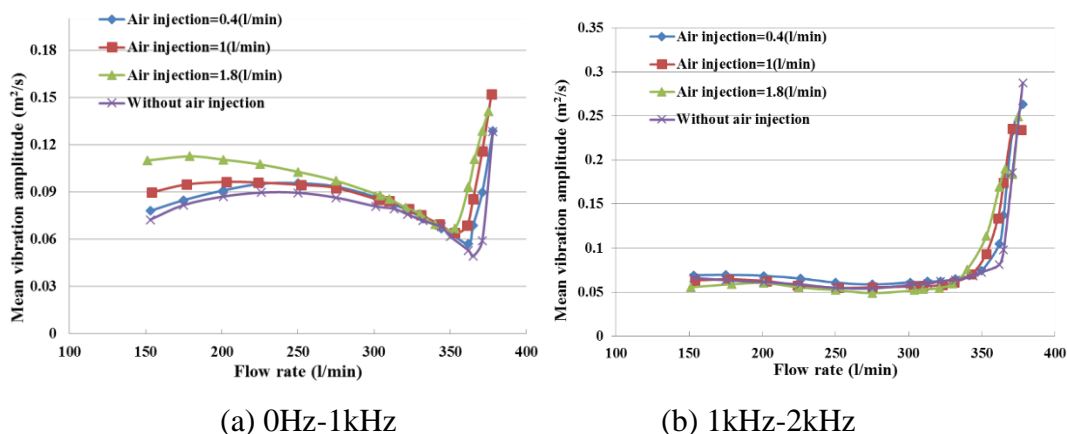 Air injection=0.4(l/min)
Air injection=1(l/min)
Air injection=1.8(l/min)
Without air injection
Mean vibration amplitude (m²/s)
0.18
0.15
0.12
0.09
0.06
0.03
0
100 150 200 250 300 350 400
Flow rate (l/min)
(a) 0Hz-1kHz
Air injection=0.4(l/min)
Air injection=1(l/min)
Air injection=1.8(l/min)
Without air injection
Mean vibration amplitude (m²/s)
0.35
0.3
0.25
0.2
0.15
0.1
0.05
0
100 150 200 250 300 350 400
Flow rate (l/min)
(b) 1kHz-2kHz